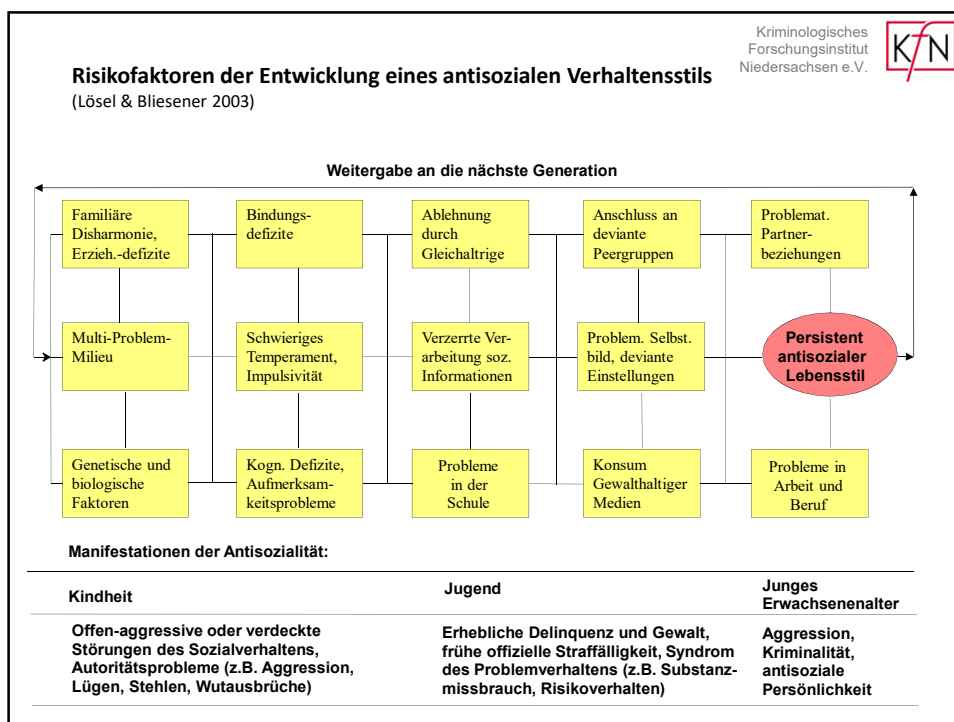 Kriminologisches
Forschungsinstitut
Niedersachsen e.V.
KfN
Risikofaktoren der Entwicklung eines antisozialen Verhaltensstils
(Lösel & Bliesener 2003)
Weitergabe an die nächste Generation
Familiäre
Disharmonie,
Erzieh.-defizite
Bindungs-
defizite
Ablehnung
durch
Gleichaltrige
Anschluss an
deviante
Peergruppen
Problemat.
Partner-
beziehungen
Multi-Problem-
Milieu
Schwieriges
Temperament,
Impulsivität
Verzerrte Ver-
arbeitung soz.
Informationen
Problem. Selbst.
bild, deviante
Einstellungen
Persistent
antisozialer
Lebensstil
Genetische und
biologische
Faktoren
Kogn. Defizite,
Aufmerksam-
keitsprobleme
Probleme
in der
Schule
Konsum
Gewalthaltiger
Medien
Probleme in
Arbeit und
Beruf
Manifestationen der Antisozialität:
Kindheit
Jugend
Junges
Erwachsenenalter
Offen-aggressive oder verdeckte
Störungen des Sozialverhaltens,
Autoritätsprobleme (z.B. Aggression,
Lügen, Stehlen, Wutausbrüche)
Erhebliche Delinquenz und Gewalt,
frühe offizielle Straffälligkeit, Syndrom
des Problemverhaltens (z.B. Substanz-
missbrauch, Risikoverhalten)
Aggression,
Kriminalität,
antisoziale
Persönlichkeit